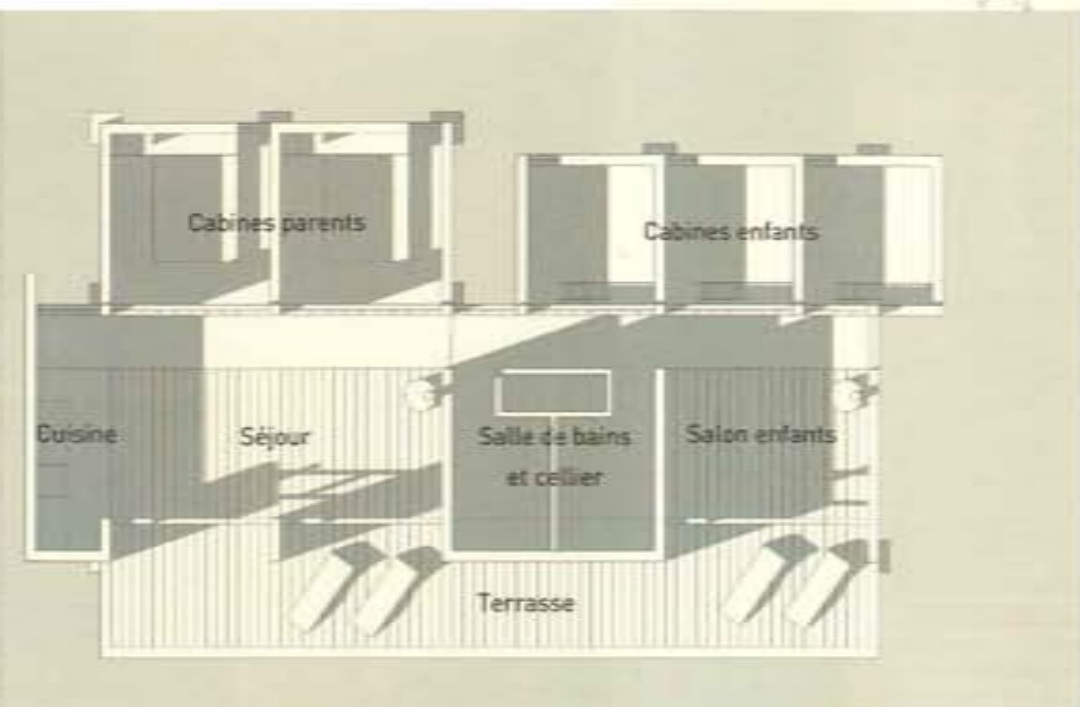 Cabines parents
Cabines enfants
Cuisine
Séjour
Salle de bains
et cellier
Salon enfants
Terrasse